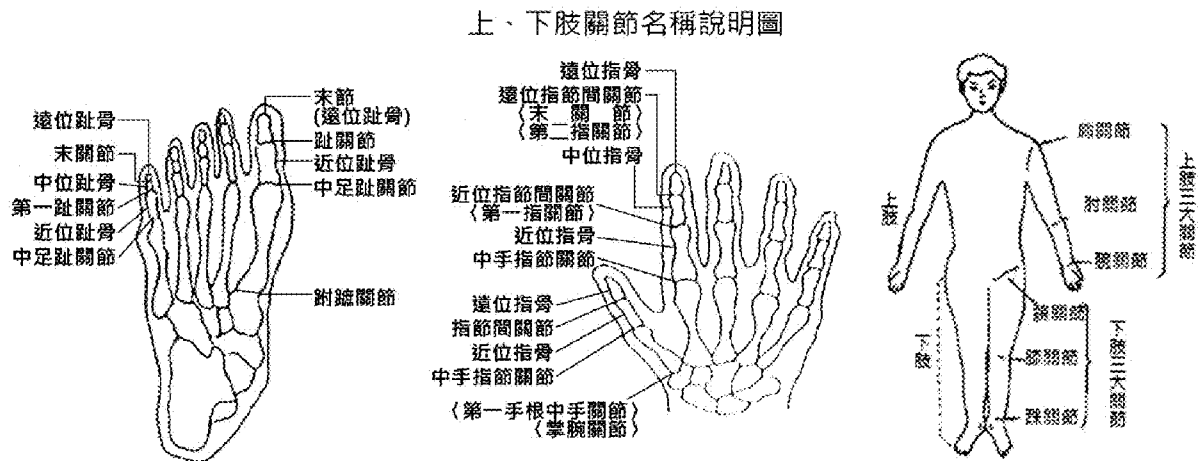 上、下肢關節名稱說明圖
遠位趾骨
末關節
中位趾骨
第一趾關節
近位趾骨
中足趾關節
末節
(遠位趾骨)
趾關節
近位趾骨
中足趾關節
跗蹠關節
遠位指骨
遠位指節間關節
〈末關節〉
〈第二指關節〉
中位指骨
近位指節間關節
〈第一指關節〉
近位指骨
中手指節關節
遠位指骨
指節間關節
近位指骨
中手指節關節
〈第一手根中手關節〉
〈掌腕關節〉
上肢
下肢
肩關節
肘關節
腕關節
上肢三大關節
髖關節
膝關節
踝關節
下肢三大關節